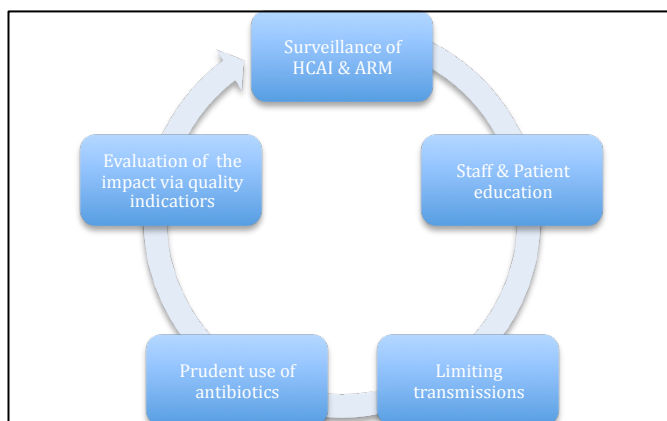 Surveillance of
HCAI & ARM
Staff & Patient
education
Limiting
transmissions
Prudent use of
antibiotics
Evaluation of the
impact via quality
indicatiors